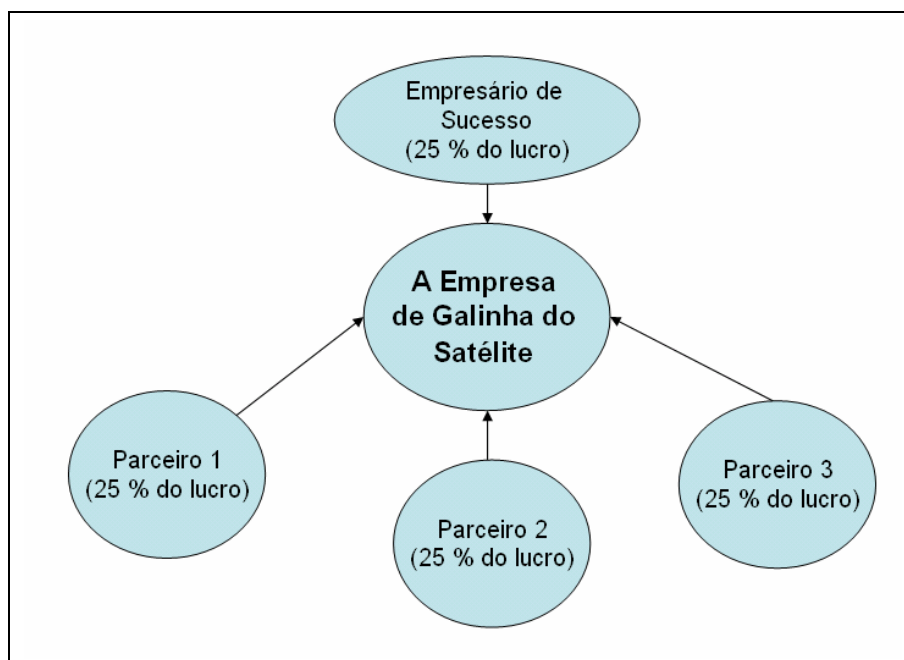 Empresário de
Sucesso
(25 % do lucro)
A Empresa
de Galinha do
Satélite
Parceiro 1
(25 % do lucro)
Parceiro 2
(25 % do lucro)
Parceiro 3
(25 % do lucro)